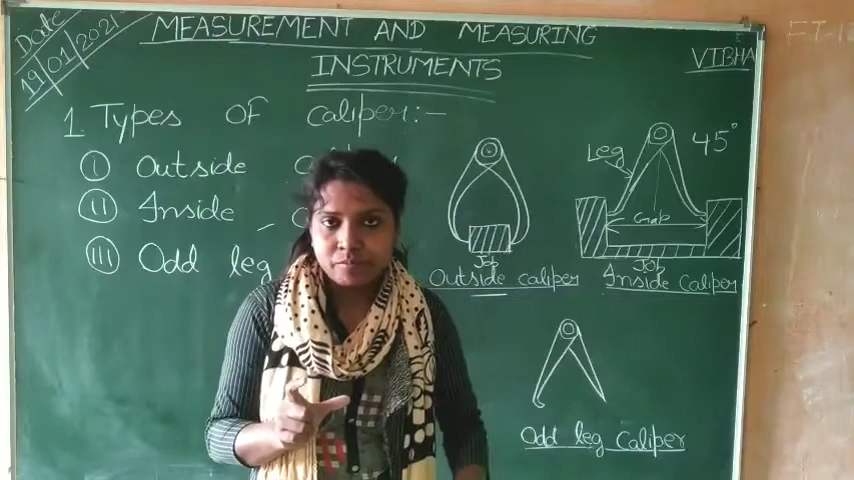 Date
19/01/2021
MEASUREMENT AND MEASURING
INSTRUMENTS
VIBHA
1. Types OF caliper:-
(I) Outside
(II) Inside
(III) Odd leg
Leg
45°
Gab
Job
Outside caliper
Job
Inside Caliper
Odd leg caliper